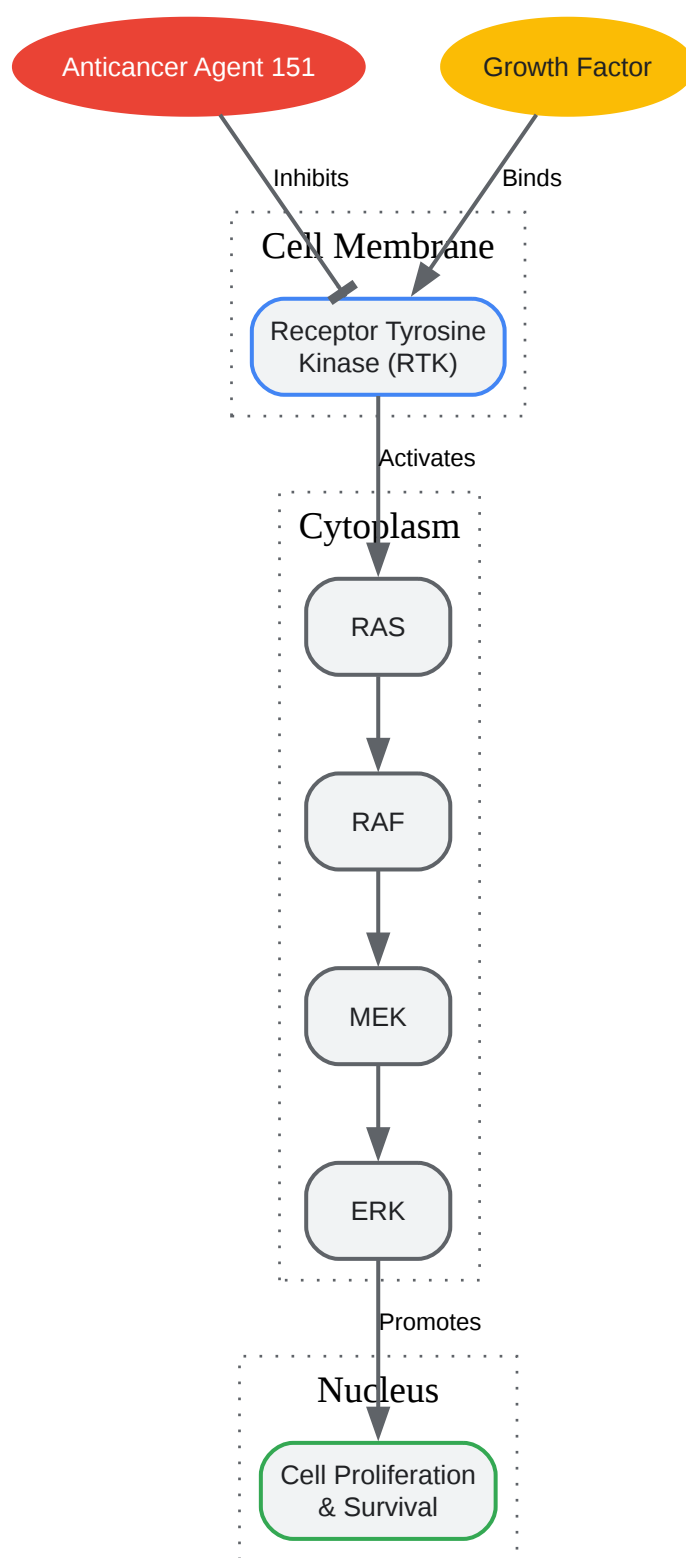 Anticancer Agent 151
Growth Factor
Inhibits
Binds
Cell Membrane
Receptor Tyrosine
Kinase (RTK)
Activates
Cytoplasm
RAS
RAF
MEK
ERK
Promotes
Nucleus
Cell Proliferation
& Survival